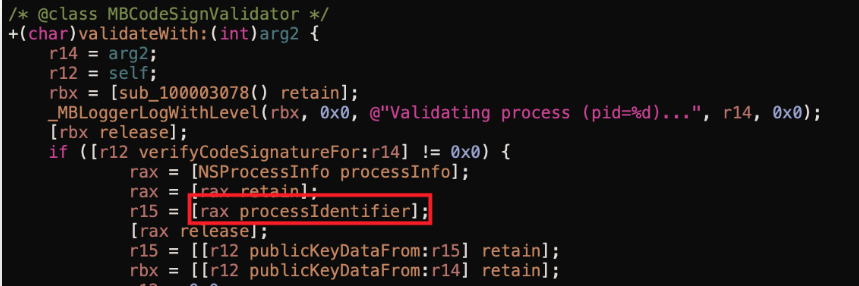 /* @class MBCodeSignValidator */
+(char)validateWith:(int)arg2 {
r14 = arg2;
r12 = self;
rbx = [sub_100003078() retain];
_MBLoggerLogWithLevel(rbx, 0x0, @"Validating process (pid=%d)...", r14, 0x0);
[rbx release];
if ([r12 verifyCodeSignatureFor:r14] != 0x0) {
rax = [NSProcessInfo processInfo];
rax = [rax retain];
r15 = [rax processIdentifier];
[rax release];
r15 = [[r12 publicKeyDataFrom:r15] retain];
rbx = [[r12 publicKeyDataFrom:r14] retain];